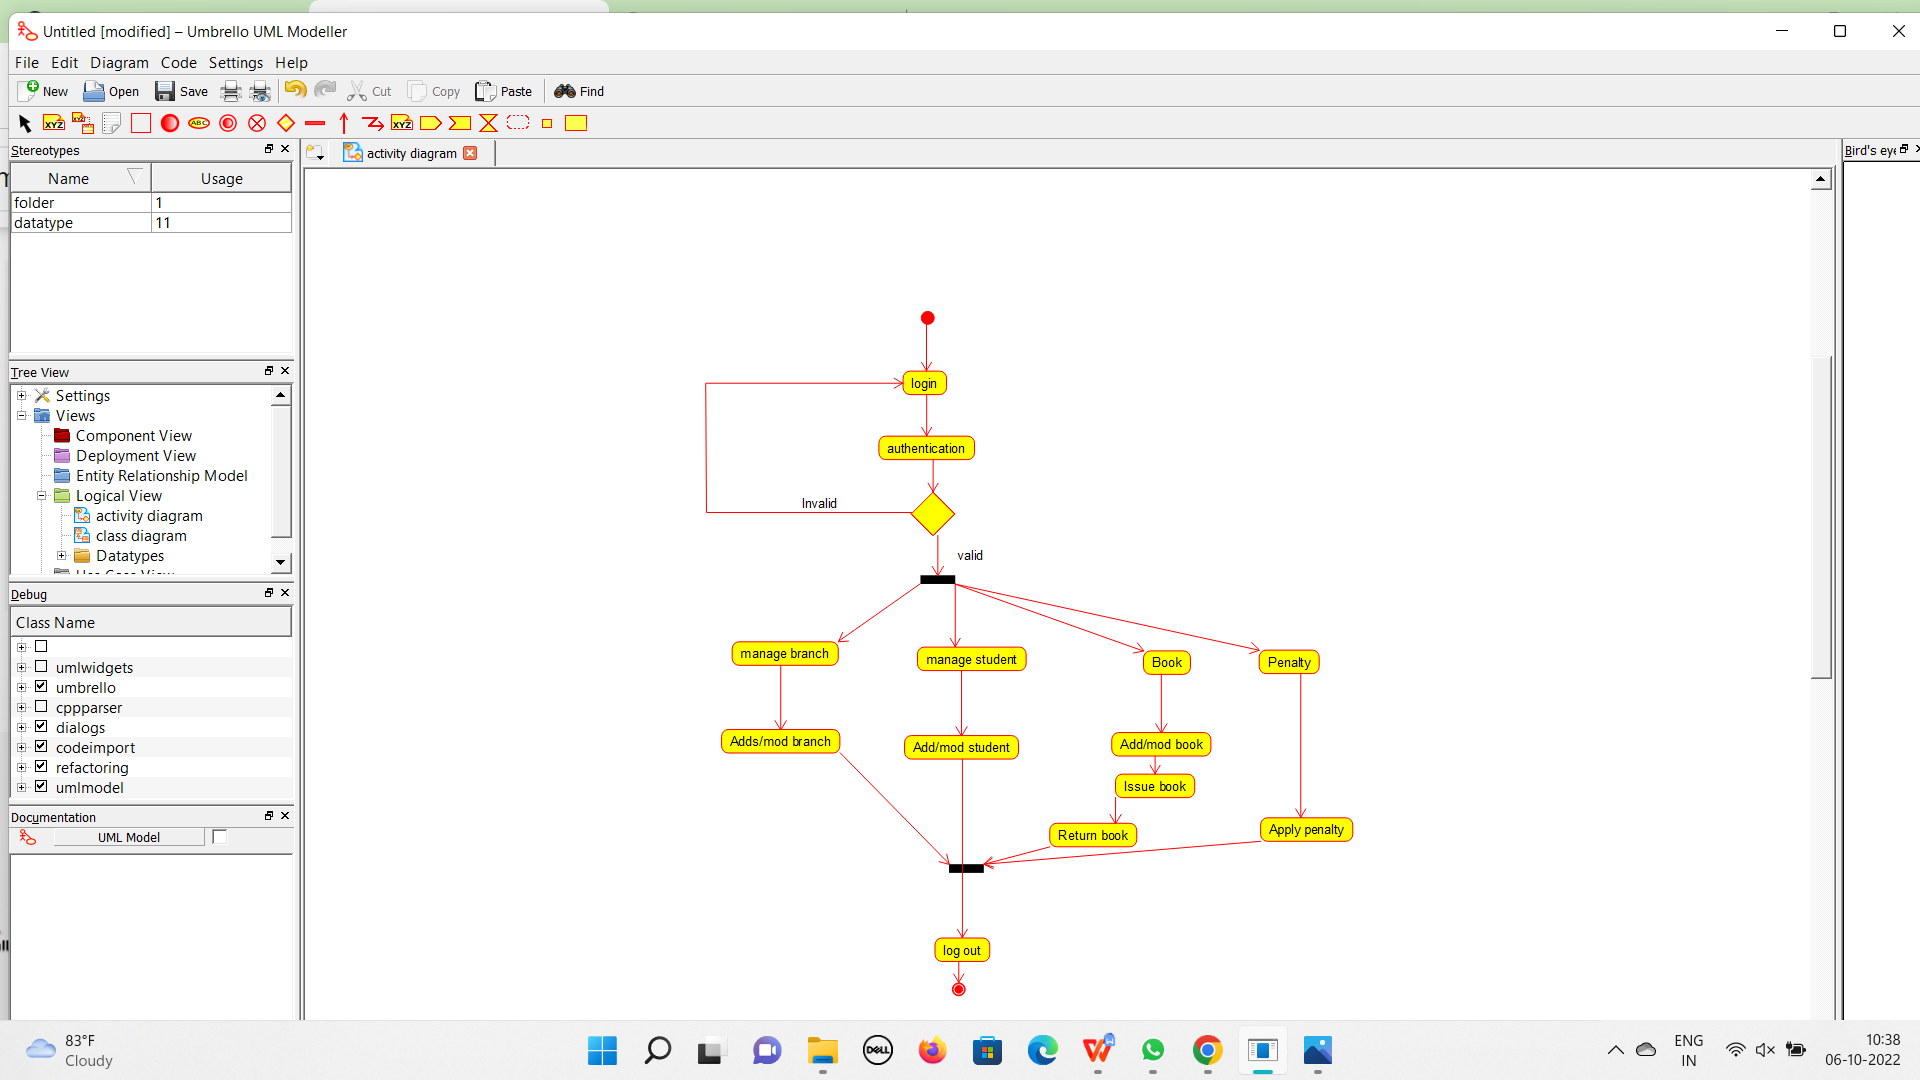 Untitled [modified] – Umbrello UML Modeller
File Edit Diagram Code Settings Help
New Open Save Cut Copy Paste Find
XYZ XYZ ABC XYZ
Stereotypes
activity diagram
Bird's eye
Name Usage
folder 1
datatype 11
Tree View
Settings
Views
Component View
Deployment View
Entity Relationship Model
Logical View
activity diagram
class diagram
Datatypes
Debug
Class Name
umlwidgets
umbrello
cppparser
dialogs
codeimport
refactoring
umlmodel
Documentation
UML Model
login
authentication
Invalid
valid
manage branch
manage student
Book
Penalty
Adds/mod branch
Add/mod student
Add/mod book
Issue book
Return book
Apply penalty
log out
83°F
Cloudy
DELL
ENG
IN
10:38
06-10-2022